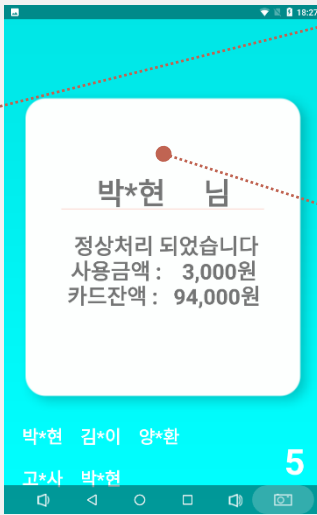 18:27
박*현 님
정상처리 되었습니다
사용금액 : 3,000원
카드잔액 : 94,000원
박*현 김*이 양*환
고*사 박*현
5